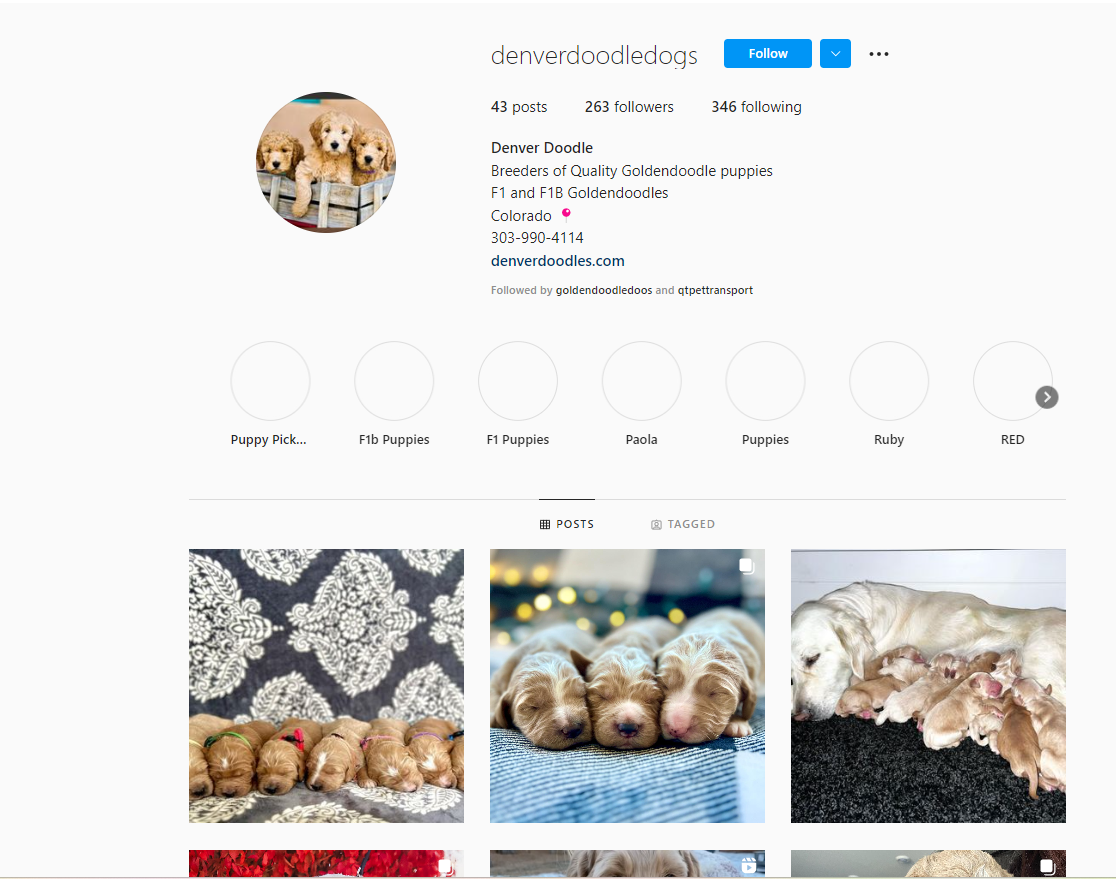 denverdoodledogs
Follow
43 posts 263 followers 346 following
Denver Doodle
Breeders of Quality Goldendoodle puppies
F1 and F1B Goldendoodles
Colorado
303-990-4114
denverdoodles.com
Followed by goldendoodledoos and qtpettransport
Puppy Pick... F1b Puppies F1 Puppies Paola Puppies Ruby RED
POSTS TAGGED